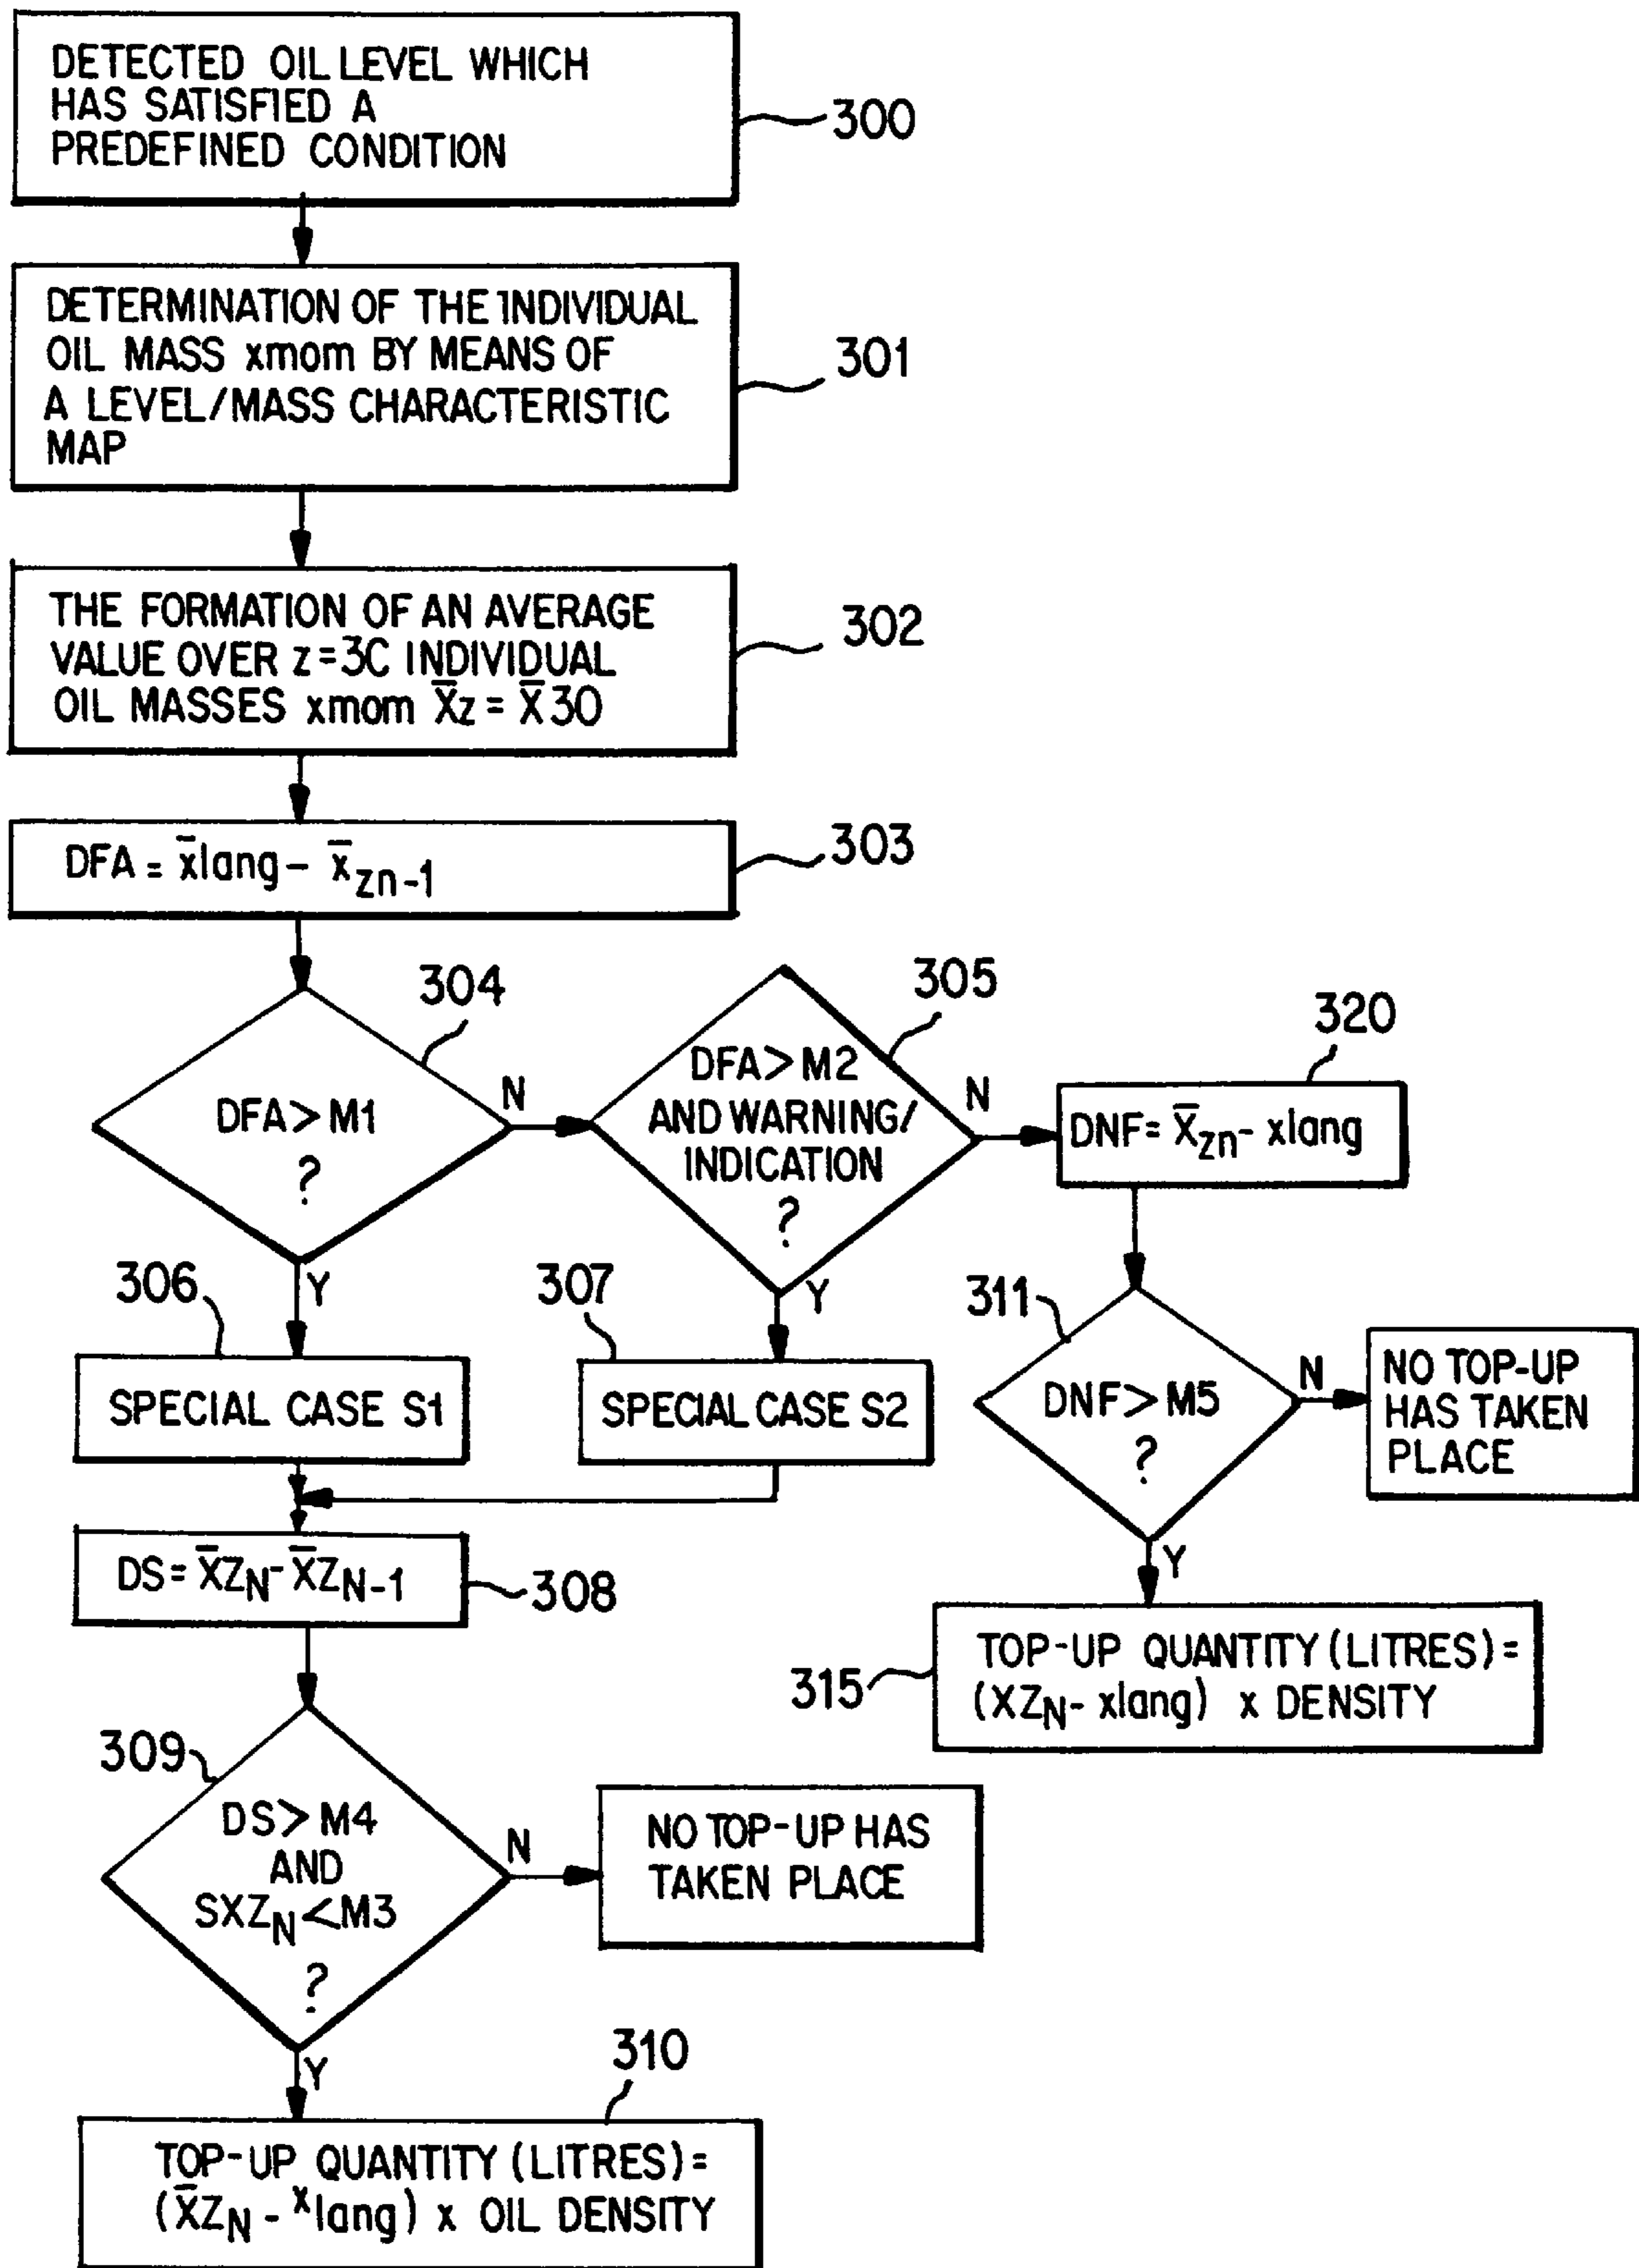 DETECTED OIL LEVEL WHICH
HAS SATISFIED A
PREDEFINED CONDITION
300
DETERMINATION OF THE INDIVIDUAL
OIL MASS xmom BY MEANS OF
A LEVEL/MASS CHARACTERISTIC
MAP
301
THE FORMATION OF AN AVERAGE
VALUE OVER z=3C INDIVIDUAL
OIL MASSES xmom X̅z = X̅30
302
DFA = x̅lang - x̅zn-1
303
304
DFA > M1
?
N
Y
305
DFA > M2
AND WARNING/
INDICATION
?
N
Y
320
DNF = X̅zn - xlang
306
SPECIAL CASE S1
307
SPECIAL CASE S2
311
DNF > M5
?
N
Y
NO TOP-UP
HAS TAKEN
PLACE
DS = X̅ZN - X̅ZN-1
308
315
TOP-UP QUANTITY (LITRES) =
(XZN - xlang) x DENSITY
309
DS > M4
AND
SXZN < M3
?
N
Y
NO TOP-UP HAS
TAKEN PLACE
310
TOP-UP QUANTITY (LITRES) =
(X̅ZN - xlang) x OIL DENSITY